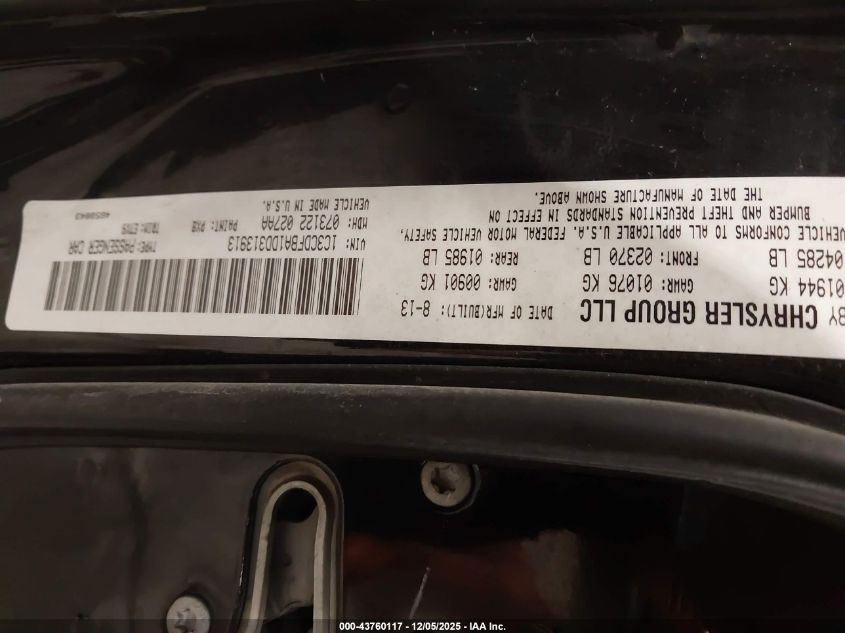 BY CHRYSLER GROUP LLC
DATE OF MFR(BUILT): 8-13
01944 KG GAWR: 01076 KG GAWR: 00901 KG
04285 LB FRONT: 02370 LB REAR: 01985 LB
VEHICLE CONFORMS TO ALL APPLICABLE U.S.A. FEDERAL MOTOR VEHICLE SAFETY,
BUMPER AND THEFT PREVENTION STANDARDS IN EFFECT ON
THE DATE OF MANUFACTURE SHOWN ABOVE.
VIN: 1C3CDFBA1DD313913 TYPE: PASSENGER CAR
MDH: 073122 027AA PAINT: PX8 TRIM: E7X9
VEHICLE MADE IN U.S.A.
000-43760117 - 12/05/2025 - IAA Inc.